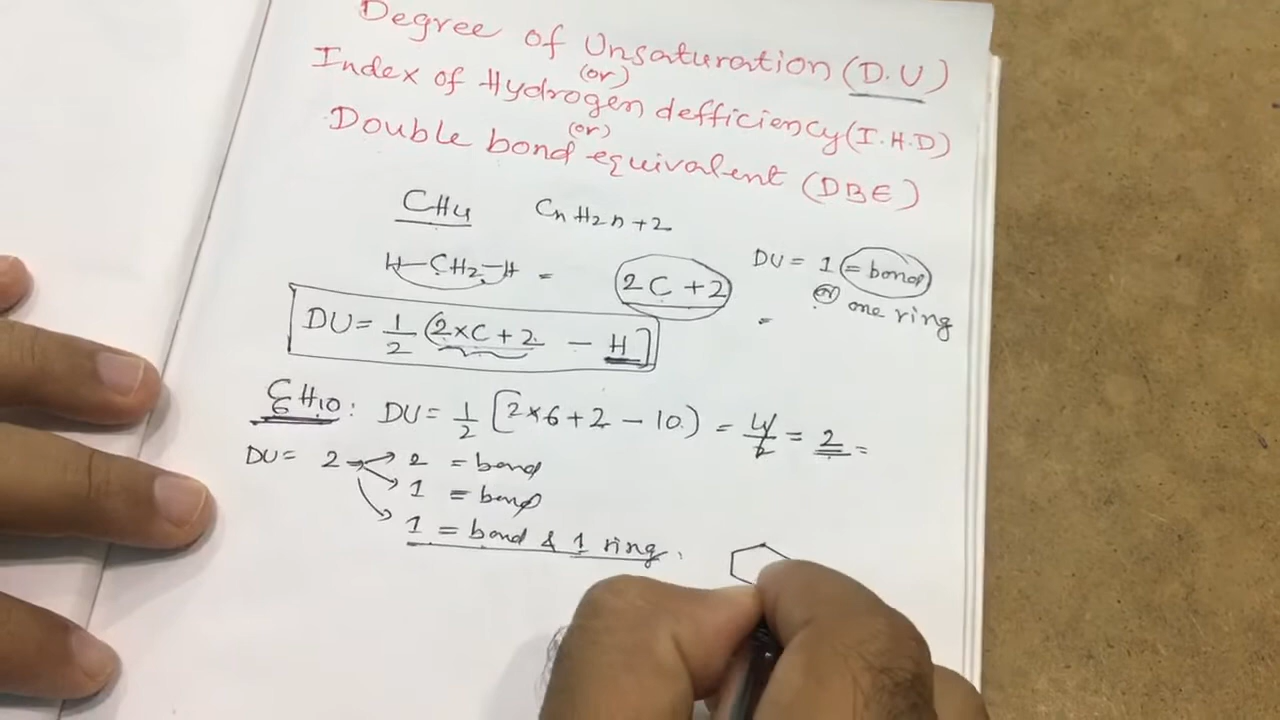 Degree of Unsaturation (D.U)
(or)
Index of Hydrogen defficiency (I.H.D)
(or)
Double bond equivalent (DBE)
CH4 CnH2n+2
H-CH2-H = 2C+2 DU = 1 = bond
(or) one ring
=
DU = 1/2 (2×C+2 - H]
C6H10: DU = 1/2 [2×6+2-10.) = 4/2 = 2 =
DU = 2 → 2 = bond
1 ≡ bond
1 = bond & 1 ring.